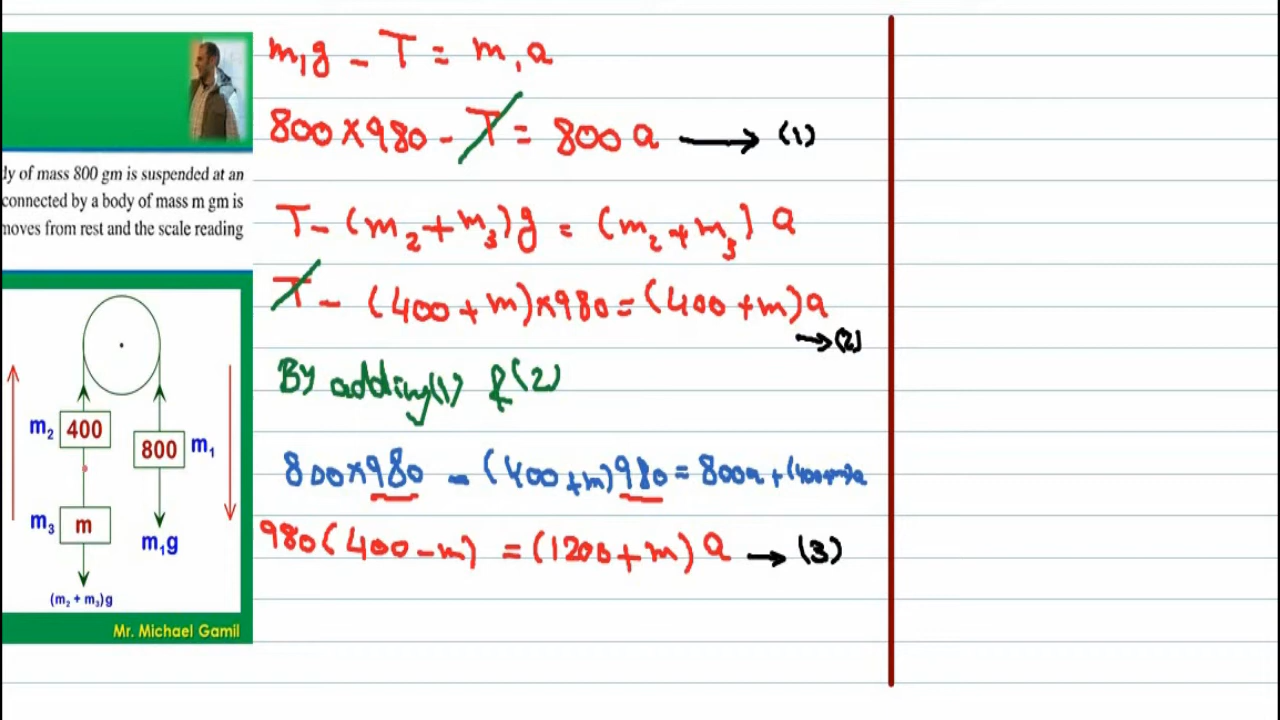 m₁g - T = m₁a
800×980 - T = 800a → (1)
T - (m₂+m₃)g = (m₂+m₃) a
T - (400+m)×980 = (400+m)a
→ (2)
By adding (1) & (2)
800×980 - (400+m)980 = 800a + (400+m)a
980(400-m) = (1200+m) a → (3)
dy of mass 800 gm is suspended at an
connected by a body of mass m gm is
moves from rest and the scale reading
m₂ 400
800 m₁
m₃ m
m₁g
(m₂ + m₃)g
Mr. Michael Gamil